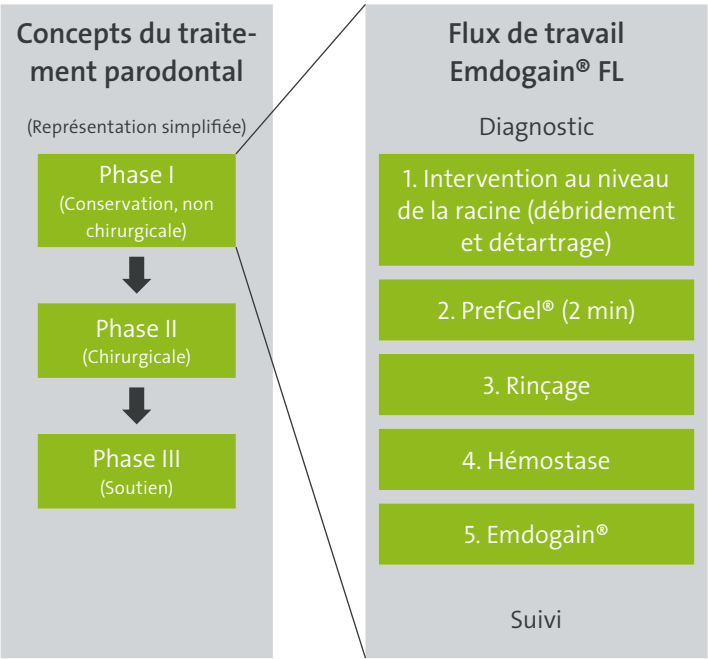 Concepts du traite-
ment parodontal
(Représentation simplifiée)
Phase I
(Conservation, non
chirurgicale)
Phase II
(Chirurgicale)
Phase III
(Soutien)
Flux de travail
Emdogain® FL
Diagnostic
1. Intervention au niveau
de la racine (débridement
et détartrage)
2. PrefGel® (2 min)
3. Rinçage
4. Hémostase
5. Emdogain®
Suivi